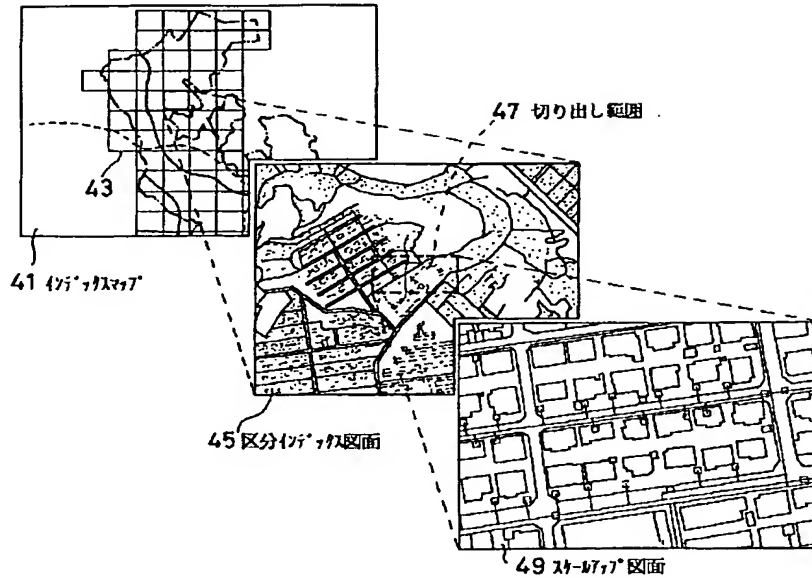 47 切り出し範囲
43
41 インデックスマップ
45 区分インデックス図面
49 スケールアップ図面